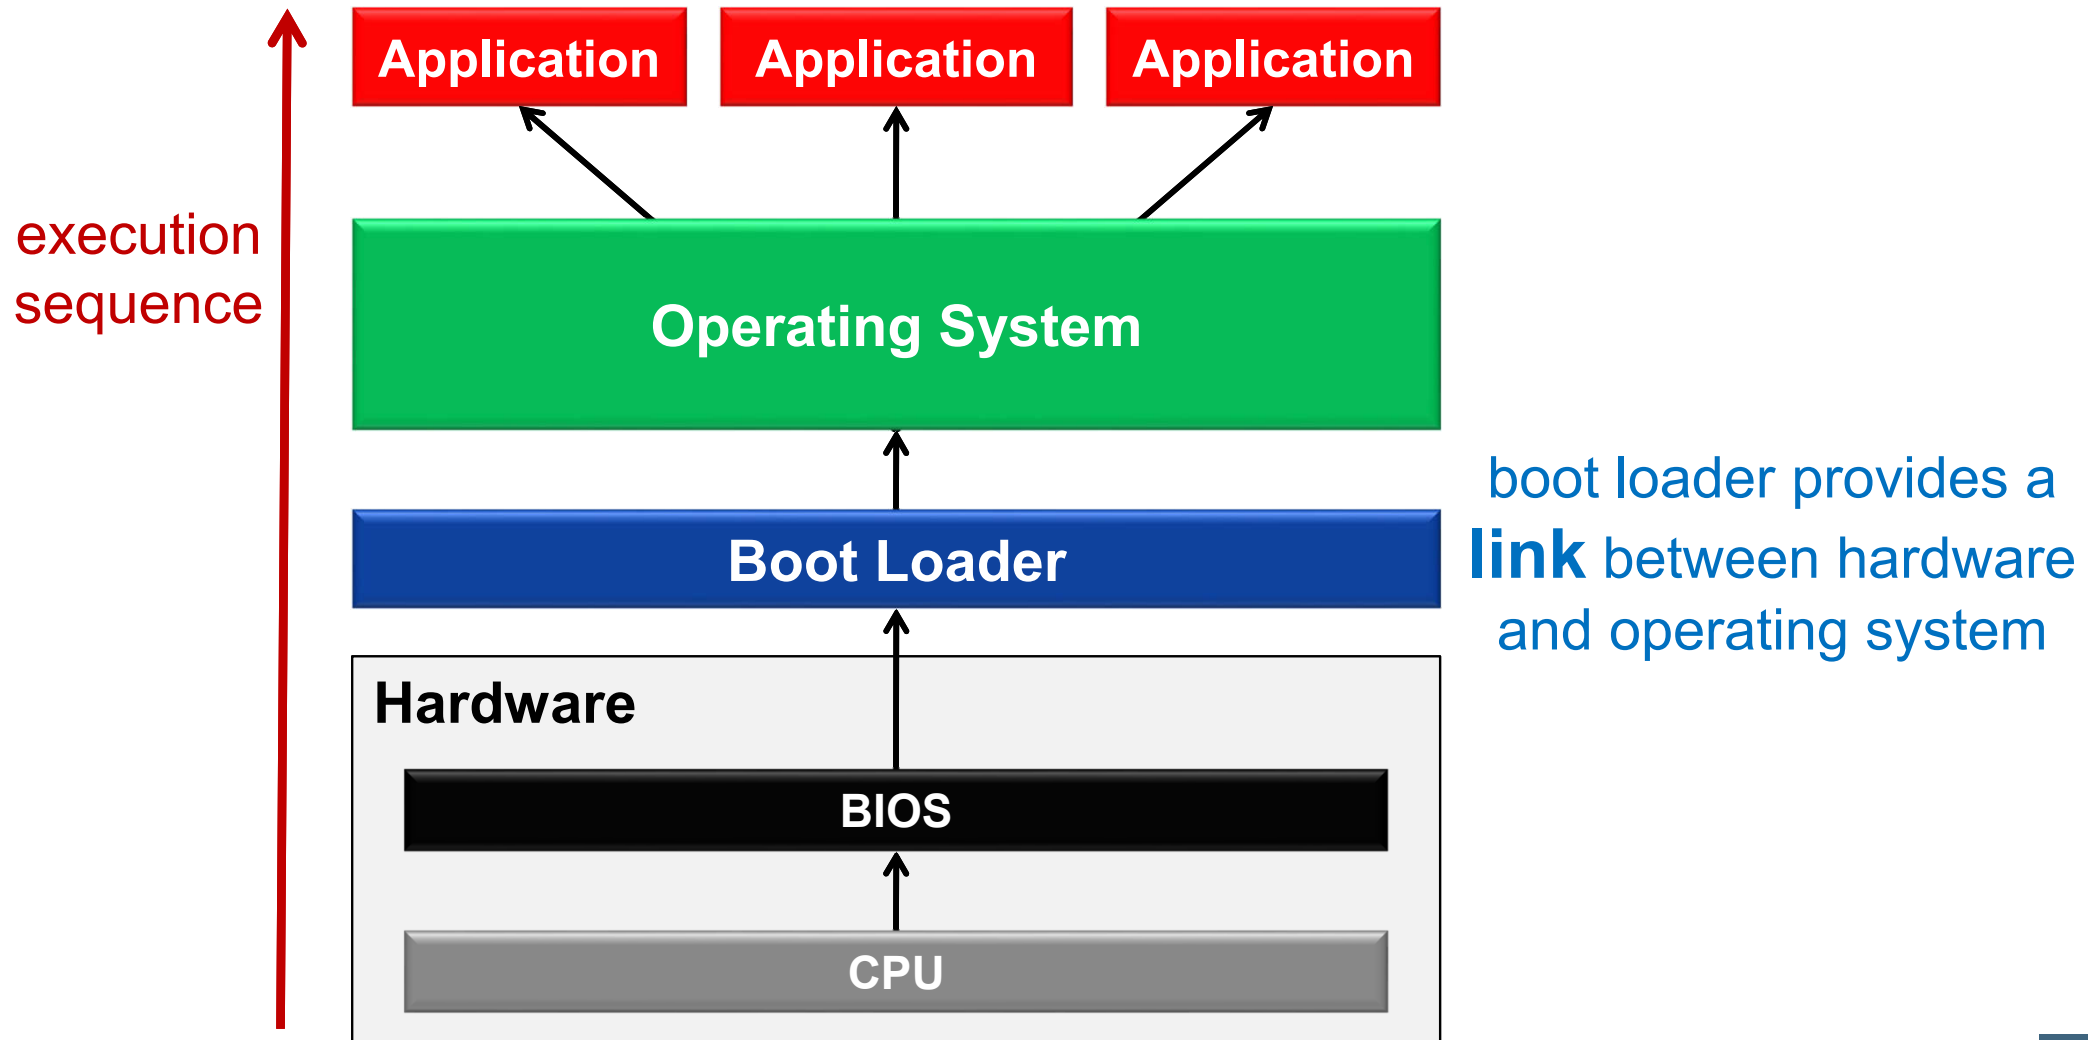 Application
Application
Application
execution
sequence
Operating System
boot loader provides a
link between hardware
and operating system
Boot Loader
Hardware
BIOS
CPU